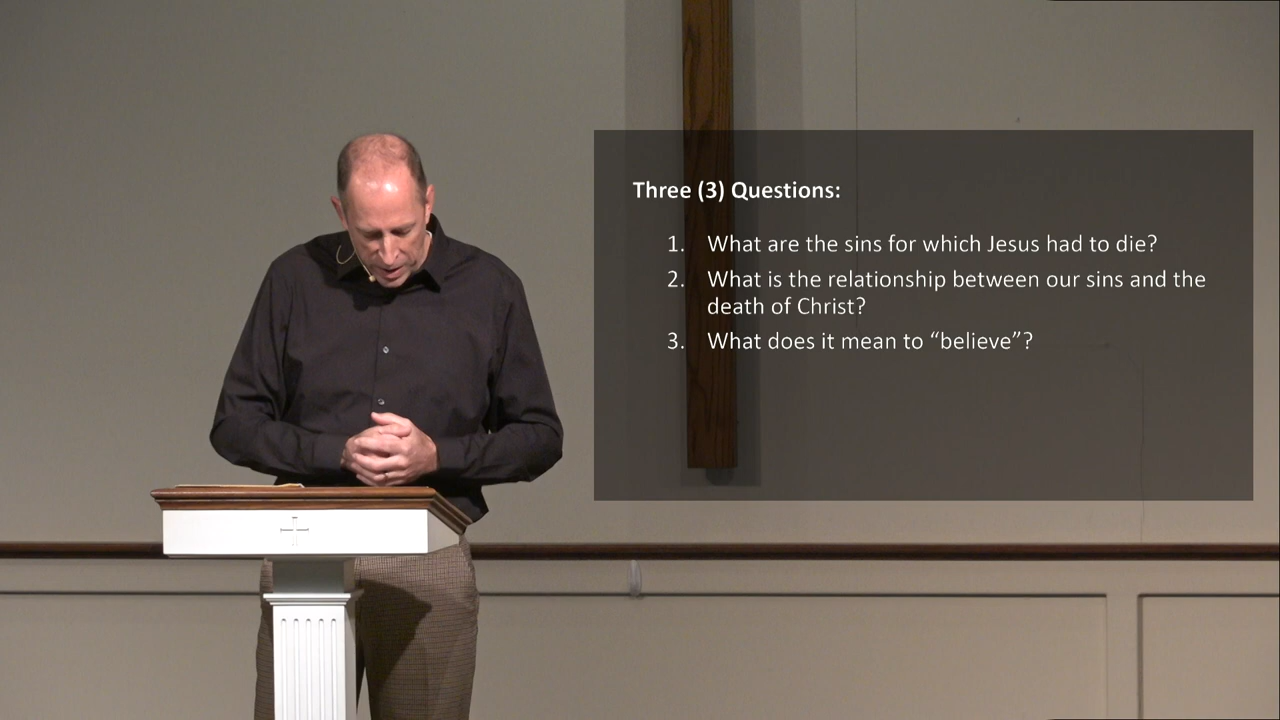 Three (3) Questions:
1. What are the sins for which Jesus had to die?
2. What is the relationship between our sins and the
death of Christ?
3. What does it mean to “believe”?